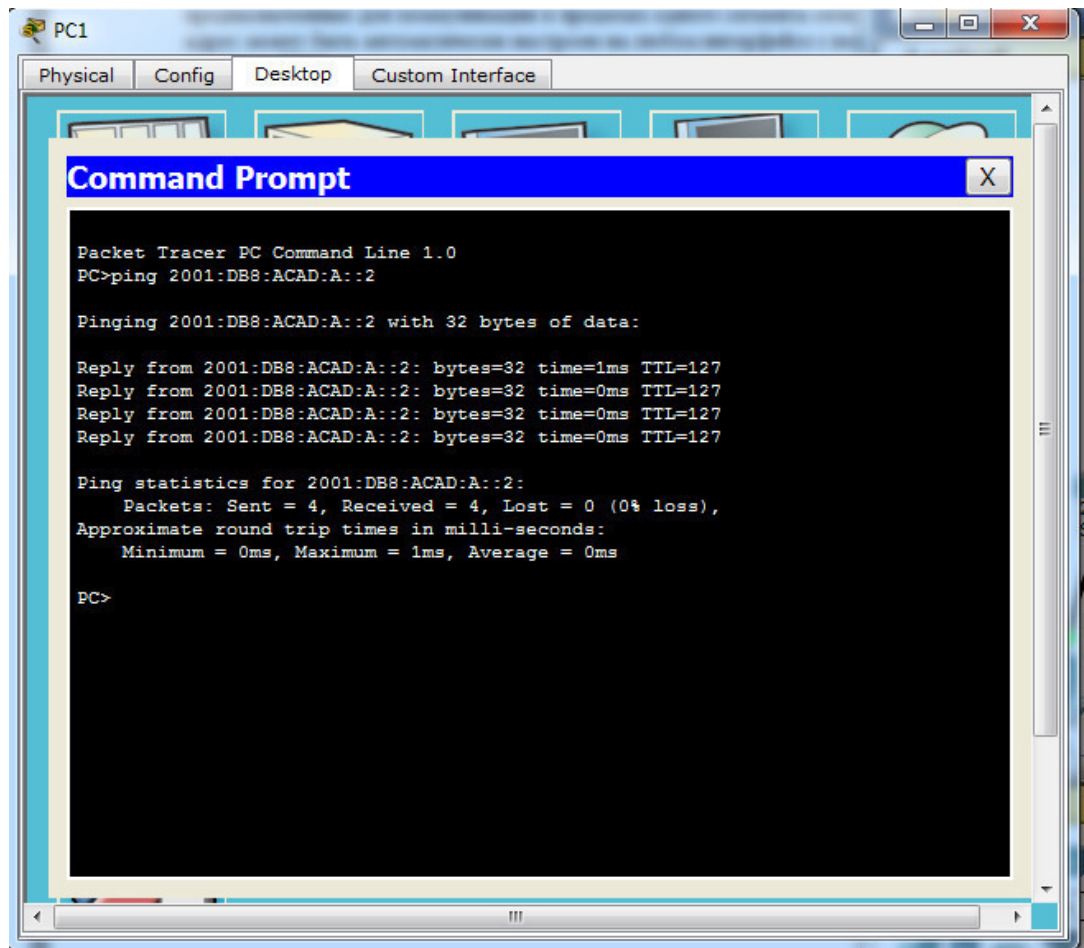 PC1
Physical Config Desktop Custom Interface
Command Prompt
X
Packet Tracer PC Command Line 1.0
PC>ping 2001:DB8:ACAD:A::2
Pinging 2001:DB8:ACAD:A::2 with 32 bytes of data:
Reply from 2001:DB8:ACAD:A::2: bytes=32 time=1ms TTL=127
Reply from 2001:DB8:ACAD:A::2: bytes=32 time=0ms TTL=127
Reply from 2001:DB8:ACAD:A::2: bytes=32 time=0ms TTL=127
Reply from 2001:DB8:ACAD:A::2: bytes=32 time=0ms TTL=127
Ping statistics for 2001:DB8:ACAD:A::2:
Packets: Sent = 4, Received = 4, Lost = 0 (0% loss),
Approximate round trip times in milli-seconds:
Minimum = 0ms, Maximum = 1ms, Average = 0ms
PC>